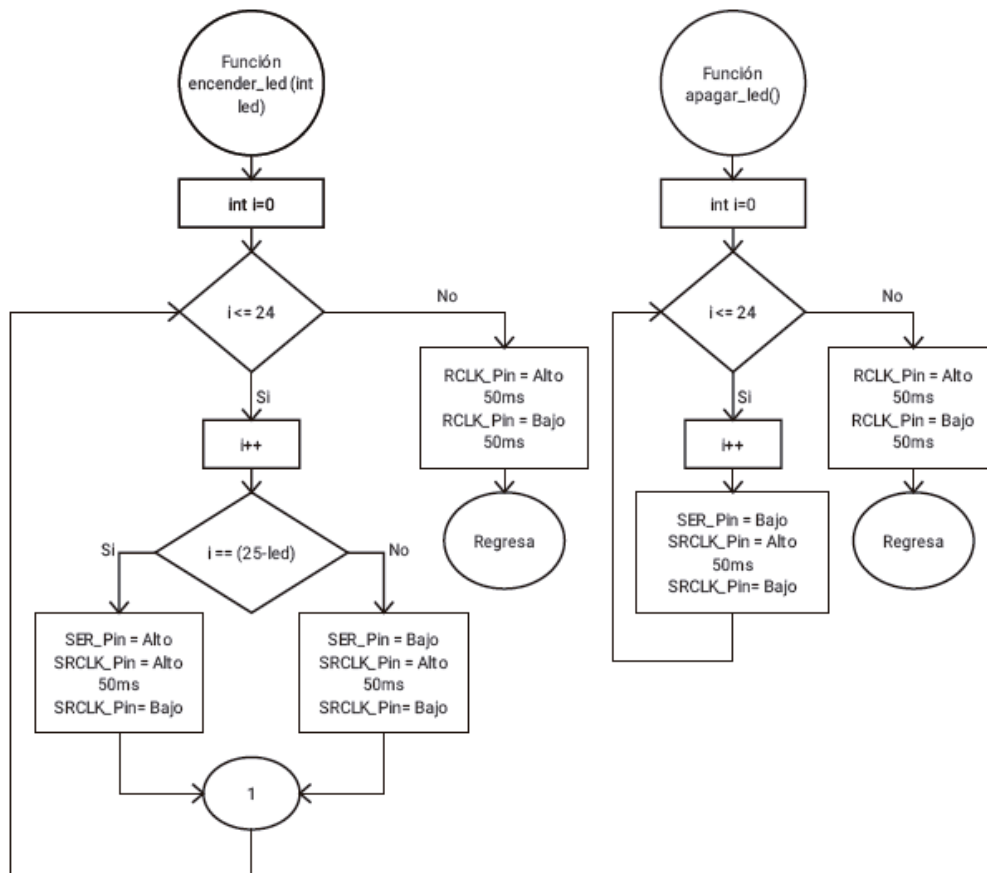 Función
encender_led (int
led)
int i=0
i <= 24
No
Si
RCLK_Pin = Alto
50ms
RCLK_Pin = Bajo
50ms
Regresa
i++
i == (25-led)
Si
No
SER_Pin = Alto
SRCLK_Pin = Alto
50ms
SRCLK_Pin= Bajo
SER_Pin = Bajo
SRCLK_Pin = Alto
50ms
SRCLK_Pin= Bajo
1
Función
apagar_led()
int i=0
i <= 24
No
Si
RCLK_Pin = Alto
50ms
RCLK_Pin = Bajo
50ms
Regresa
i++
SER_Pin = Bajo
SRCLK_Pin = Alto
50ms
SRCLK_Pin= Bajo